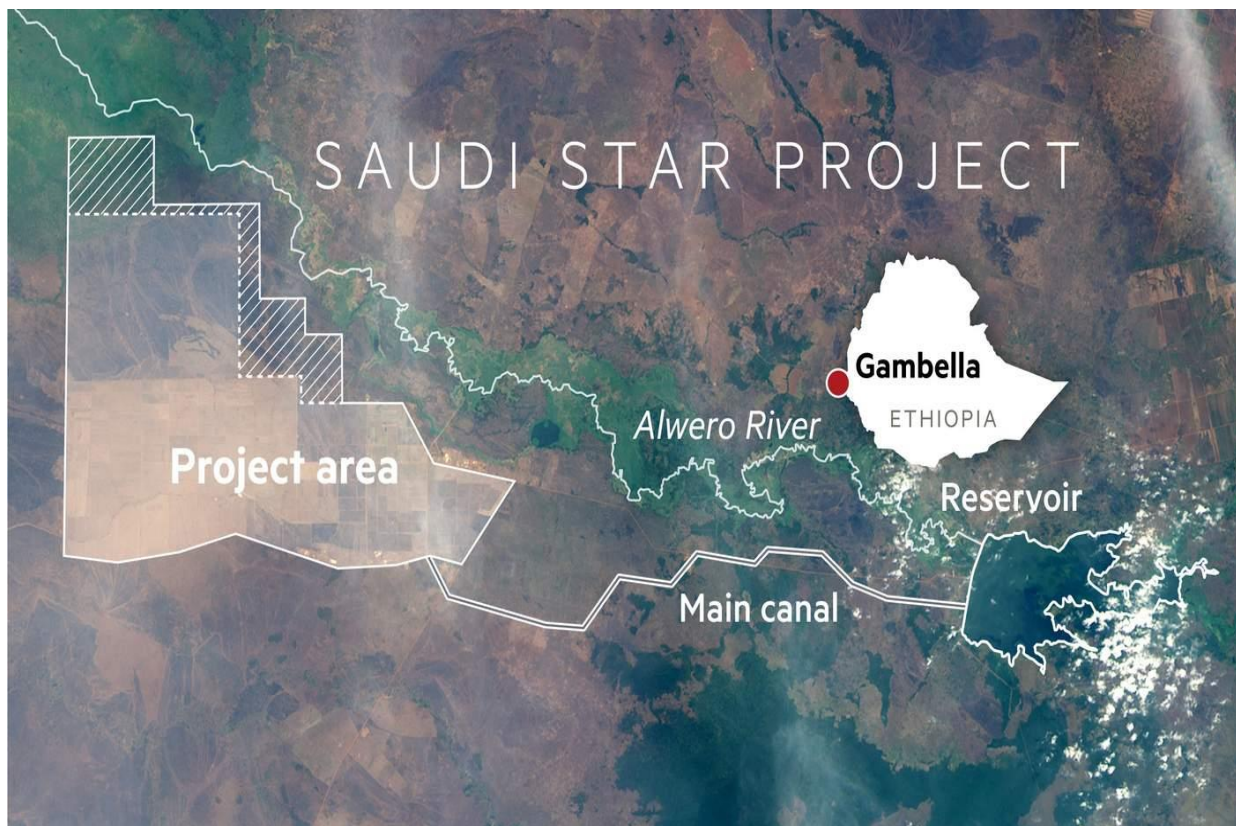 SAUDI STAR PROJECT
Gambella
ETHIOPIA
Alwero River
Project area
Reservoir
Main canal